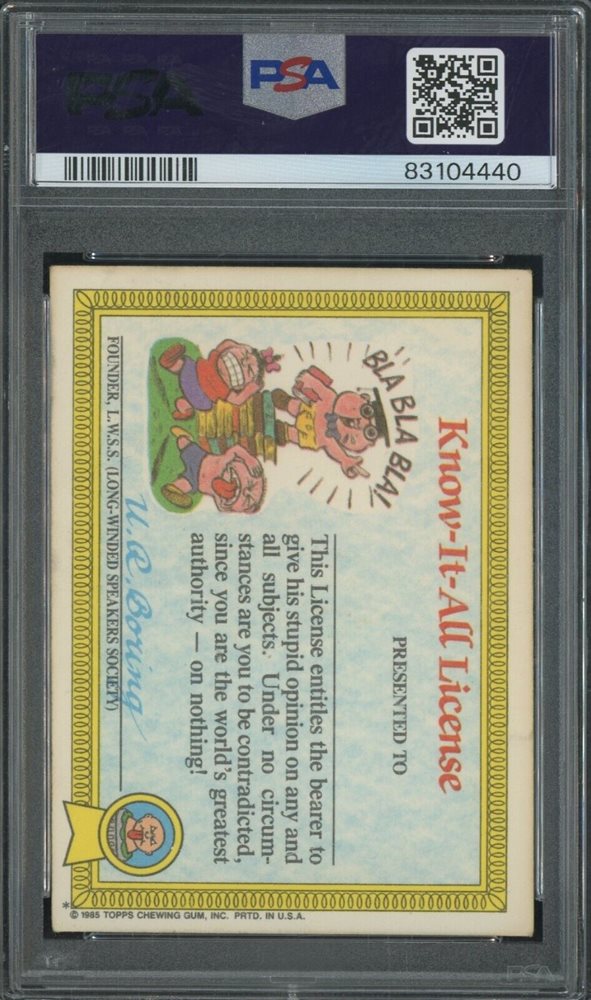 PSA
PSA
83104440
Know-It-All License
PRESENTED TO
BLA BLA BLA!
This License entitles the bearer to
give his stupid opinion on any and
all subjects. Under no circum-
stances are you to be contradicted,
since you are the world's greatest
authority — on nothing!
U.R. Boring
FOUNDER, L.W.S.S. (LONG-WINDED SPEAKERS SOCIETY)
* © 1985 TOPPS CHEWING GUM, INC. PRTD. IN U.S.A.
PSA